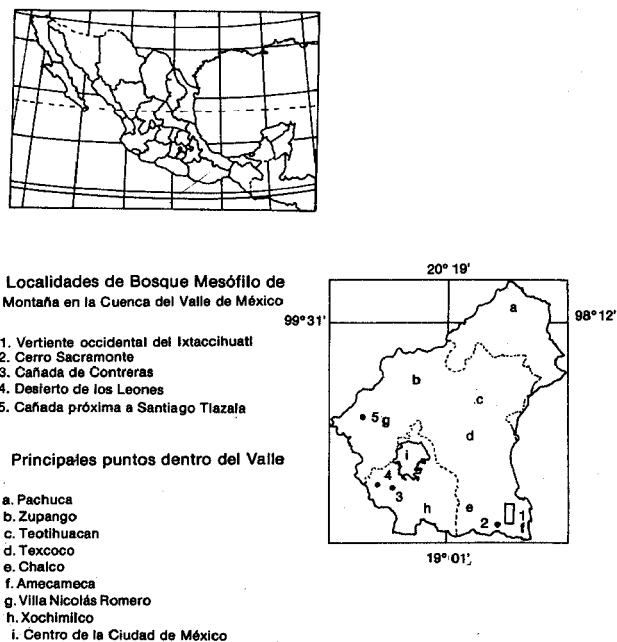 Localidades de Bosque Mesófilo de
Montaña en la Cuenca del Valle de México
1. Vertiente occidental del Ixtaccihuatl
2. Cerro Sacramonte
3. Cañada de Contreras
4. Desierto de los Leones
5. Cañada próxima a Santiago Tlazala
Principales puntos dentro del Valle
a. Pachuca
b. Zupango
c. Teotihuacan
d. Texcoco
e. Chalco
f. Amecameca
g. Villa Nicolás Romero
h. Xochimilco
i. Centro de la Ciudad de México
20° 19'
99° 31'
98° 12'
a
b
c
5 g
d
i
4
3
h
e
1
2
f
19° 01'